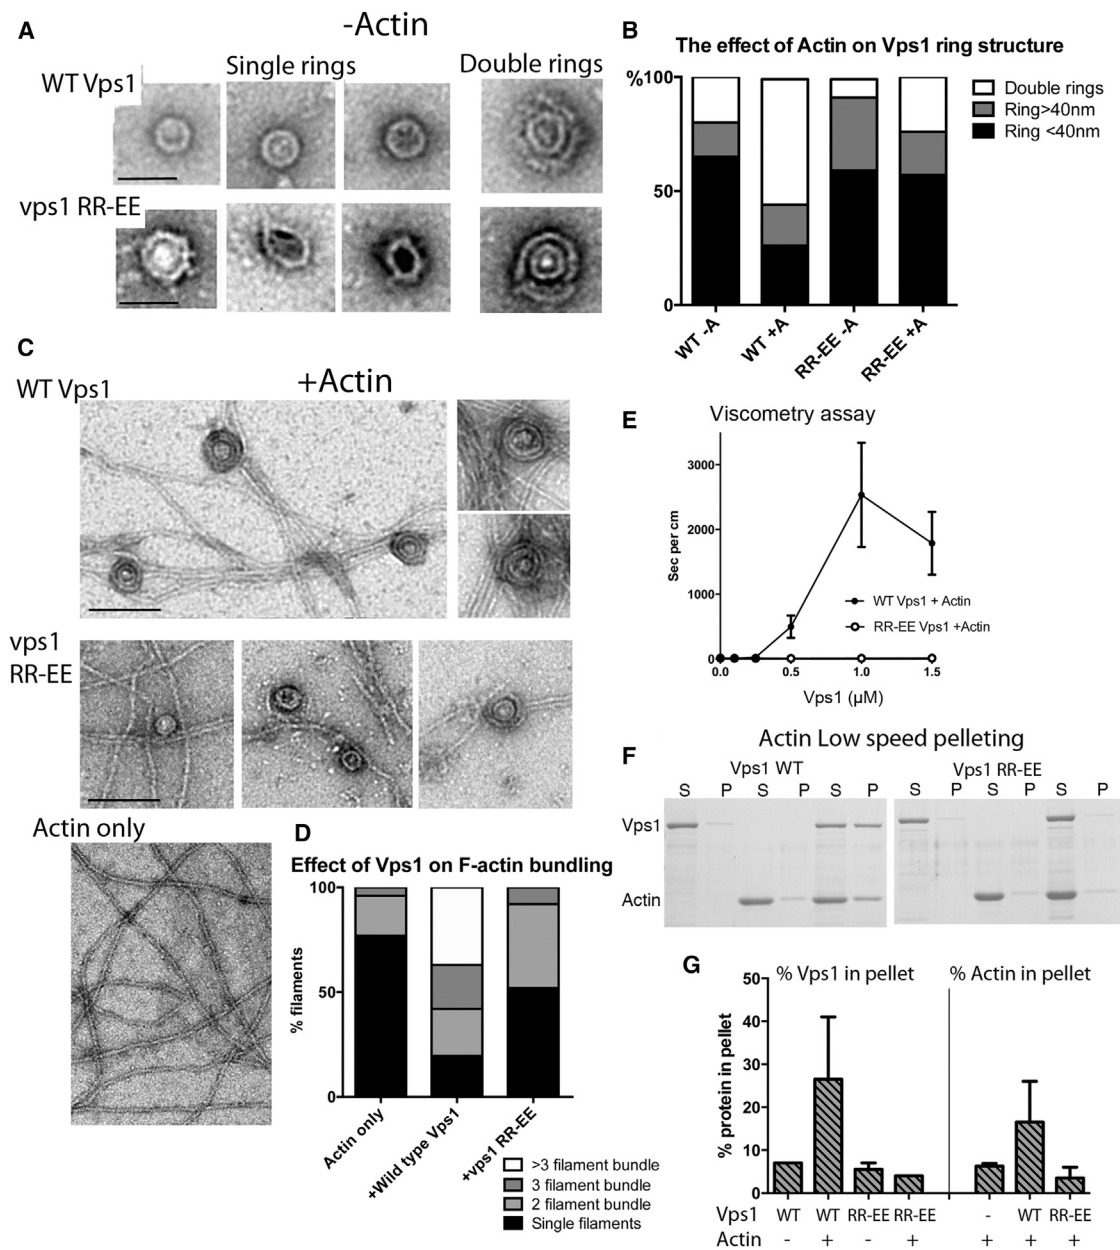 A
-Actin
WT Vps1
Single rings
Double rings
vps1 RR-EE
B
The effect of Actin on Vps1 ring structure
%100
50
0
Double rings
Ring>40nm
Ring <40nm
WT -A
WT +A
RR-EE -A
RR-EE +A
C
WT Vps1
+Actin
vps1
RR-EE
Actin only
D
Effect of Vps1 on F-actin bundling
% filaments
100
50
0
Actin only
+Wild type Vps1
+vps1 RR-EE
>3 filament bundle
3 filament bundle
2 filament bundle
Single filaments
E
Viscometry assay
Sec per cm
3000
2000
1000
0
WT Vps1 + Actin
RR-EE Vps1 +Actin
0.0 0.5 1.0 1.5
Vps1 (µM)
F
Actin Low speed pelleting
Vps1 WT
Vps1 RR-EE
S P S P S P S P S P S P
Vps1
Actin
G
% Vps1 in pellet
% Actin in pellet
% protein in pellet
50
40
30
20
10
0
Vps1 WT WT RR-EE RR-EE - WT RR-EE
Actin - + - + + + +